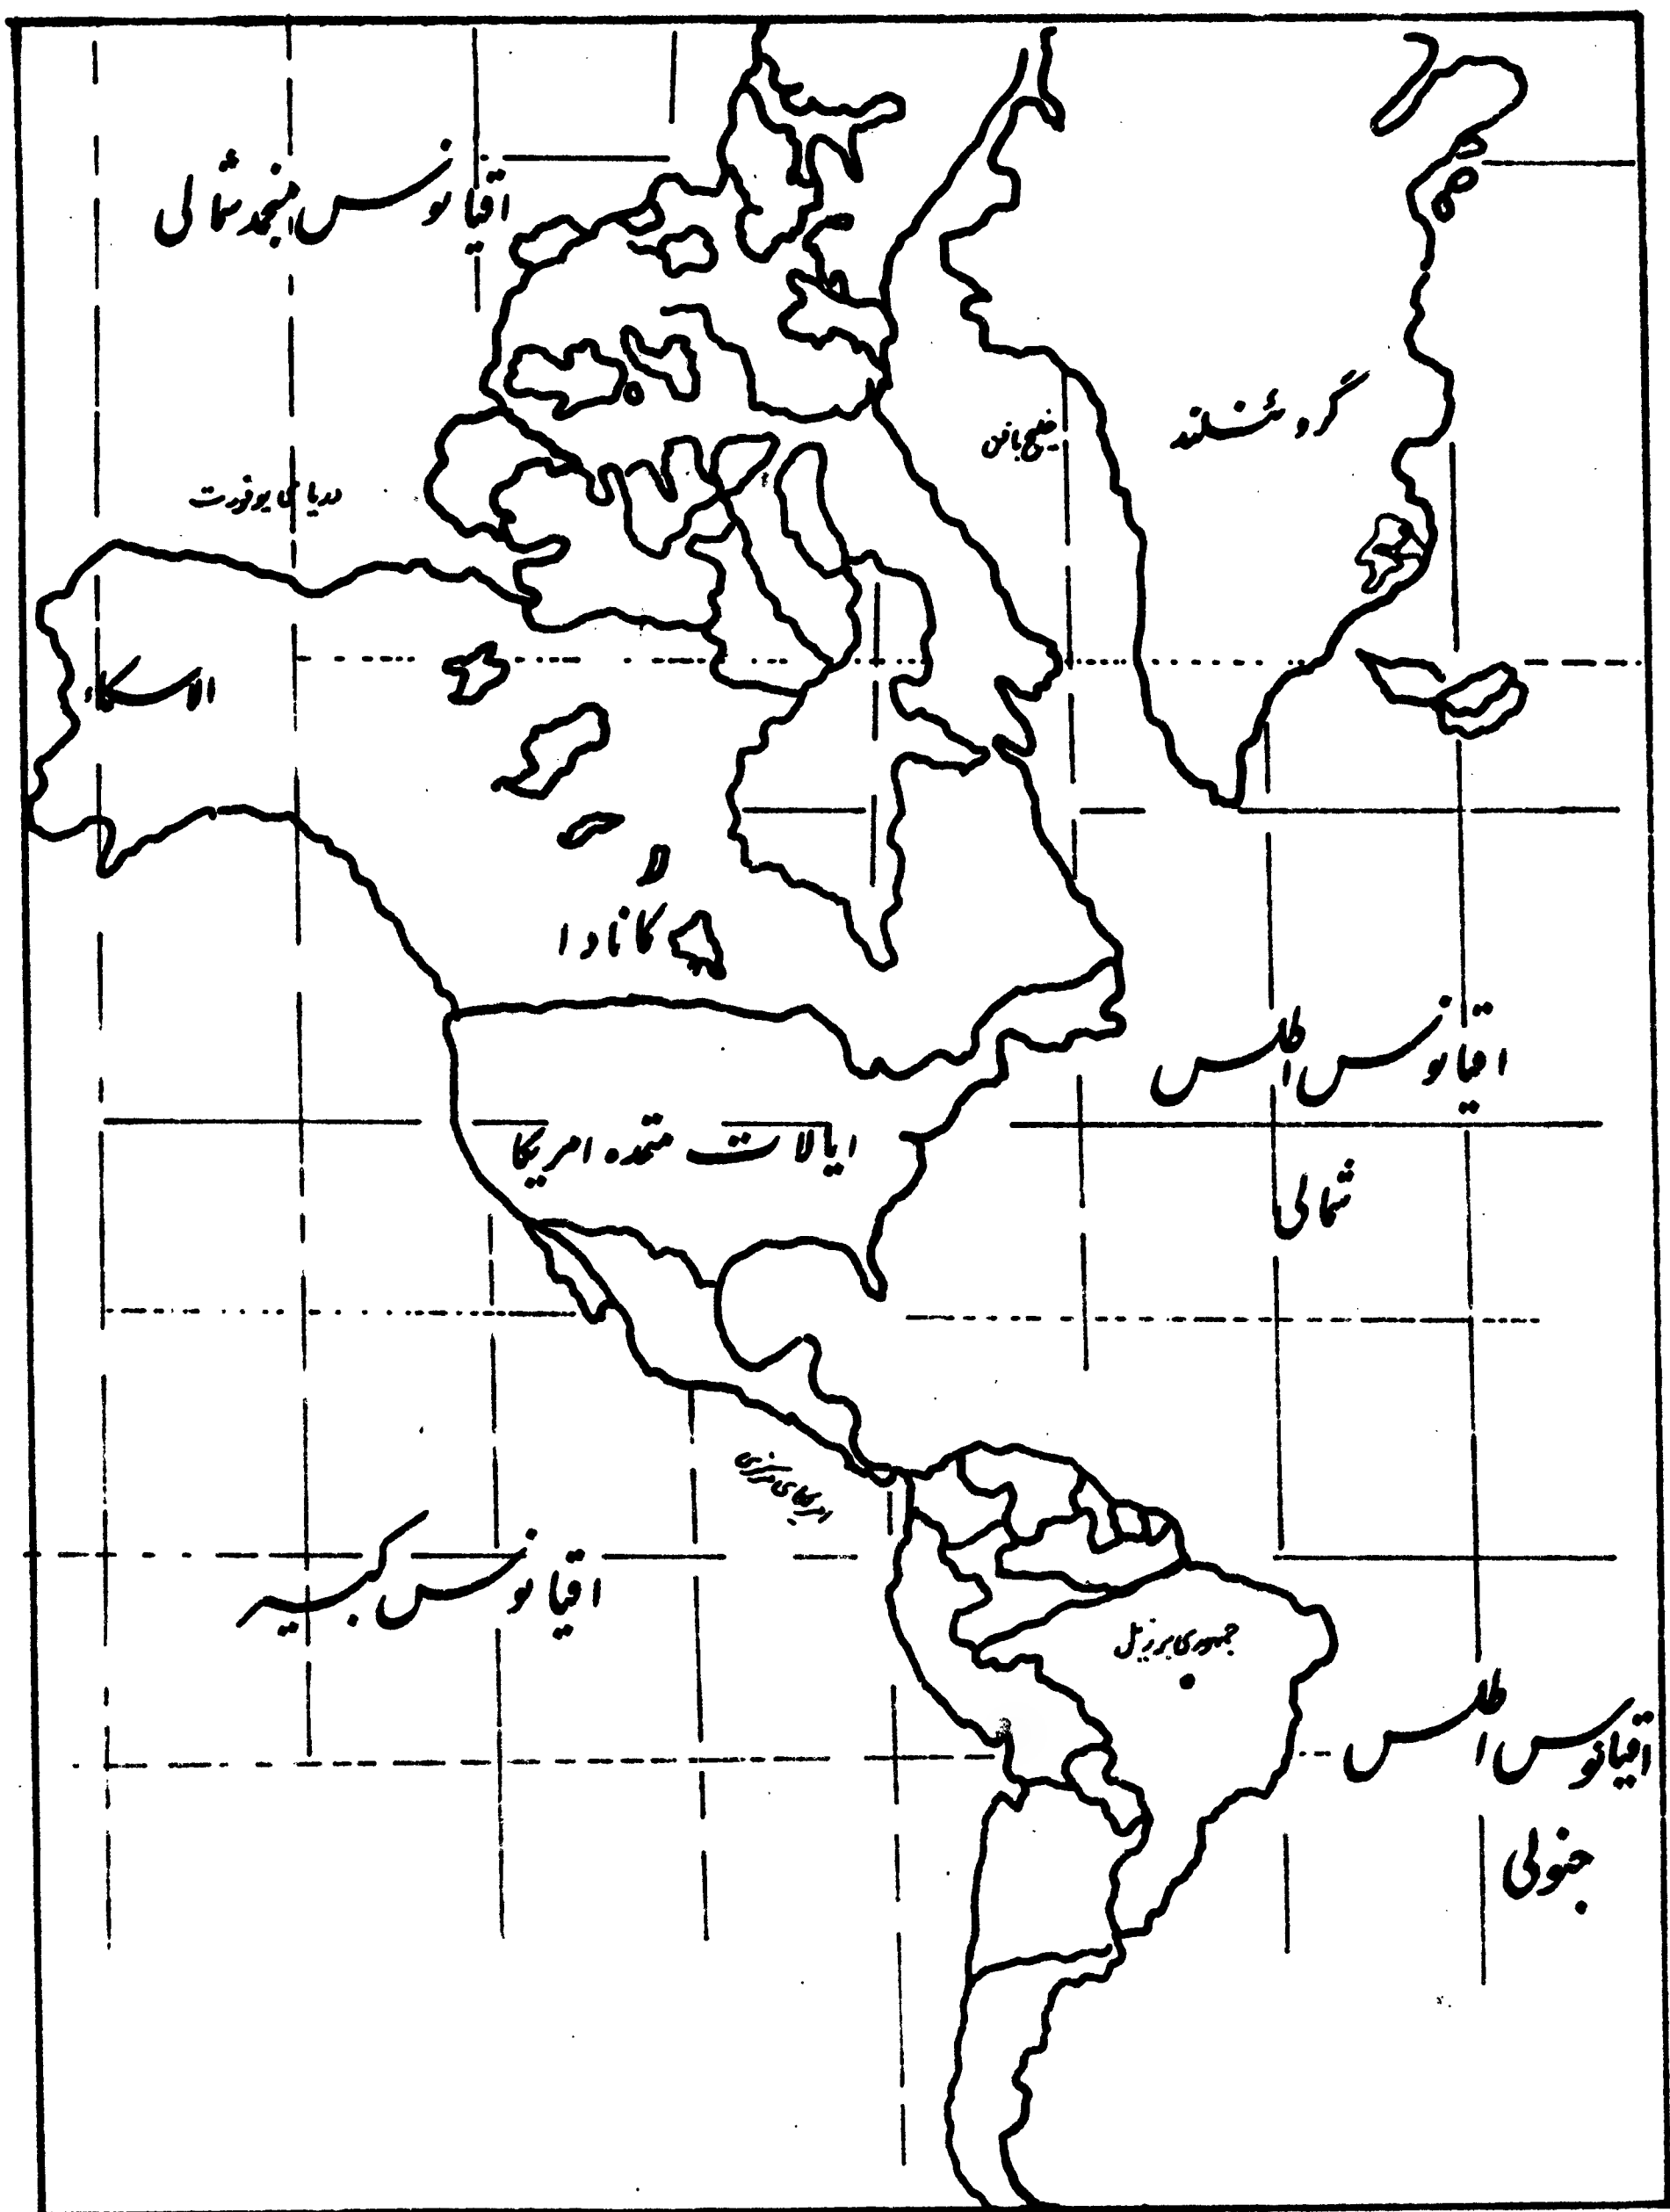 اقیانوس منجمد شمالی
گروئنلند
خلیج بافن
دریای بوفورت
الاسکا
کانادا
اقیانوس اطلس
شمالی
ایالات متحده امریکا
امریکای مرکزی
اقیانوس کبیر
جمهوری برزیل
اقیانوس اطلس
جنوبی